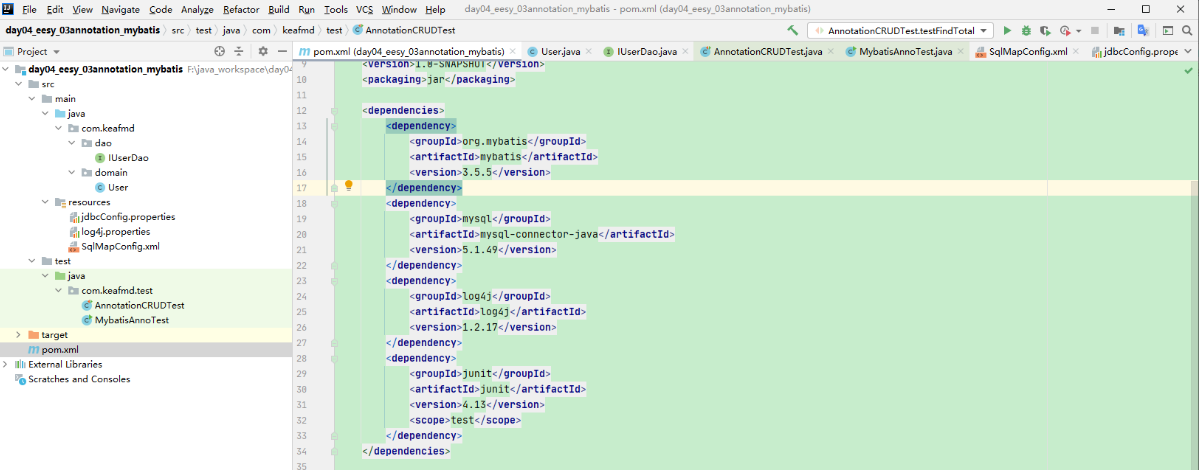 File Edit View Navigate Code Analyze Refactor Build Run Tools VCS Window Help day04_eesy_03annotation_mybatis - pom.xml (day04_eesy_03annotation_mybatis)
day04_eesy_03annotation_mybatis src test java com keafmd test AnnotationCRUDTest AnnotationCRUDTest.testFindTotal
Project pom.xml (day04_eesy_03annotation_mybatis) User.java IUserDao.java AnnotationCRUDTest.java MybatisAnnoTest.java SqlMapConfig.xml jdbcConfig.prope
day04_eesy_03annotation_mybatis F:\java_workspace\day04
src
main
java
com.keafmd
dao
IUserDao
domain
User
resources
jdbcConfig.properties
log4j.properties
SqlMapConfig.xml
test
java
com.keafmd.test
AnnotationCRUDTest
MybatisAnnoTest
target
pom.xml
External Libraries
Scratches and Consoles
9 <version>1.0-SNAPSHOT</version>
10 <packaging>jar</packaging>
11
12 <dependencies>
13 <dependency>
14 <groupId>org.mybatis</groupId>
15 <artifactId>mybatis</artifactId>
16 <version>3.5.5</version>
17 </dependency>
18 <dependency>
19 <groupId>mysql</groupId>
20 <artifactId>mysql-connector-java</artifactId>
21 <version>5.1.49</version>
22 </dependency>
23 <dependency>
24 <groupId>log4j</groupId>
25 <artifactId>log4j</artifactId>
26 <version>1.2.17</version>
27 </dependency>
28 <dependency>
29 <groupId>junit</groupId>
30 <artifactId>junit</artifactId>
31 <version>4.13</version>
32 <scope>test</scope>
33 </dependency>
34 </dependencies>
35